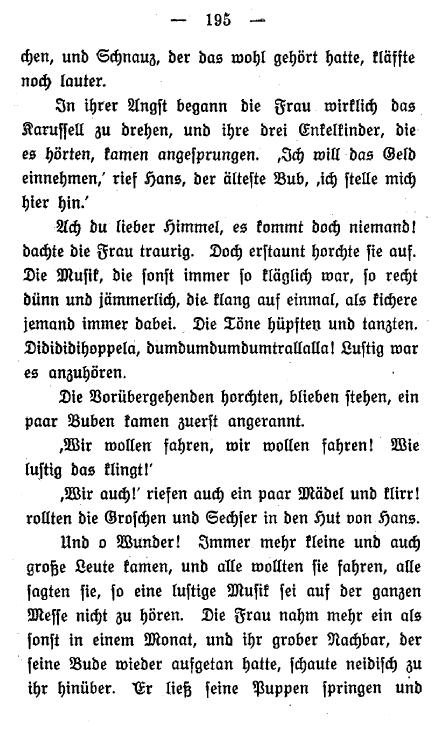 — 195 —
chen, und Schnauz, der das wohl gehört hatte, kläffte
noch lauter.
In ihrer Angst begann die Frau wirklich das
Karussell zu drehen, und ihre drei Enkelkinder, die
es hörten, kamen angesprungen. ‚Ich will das Geld
einnehmen,‘ rief Hans, der älteste Bub, ‚ich stelle mich
hier hin.‘
Ach du lieber Himmel, es kommt doch niemand!
dachte die Frau traurig. Doch erstaunt horchte sie auf.
Die Musik, die sonst immer so kläglich war, so recht
dünn und jämmerlich, die klang auf einmal, als kichere
jemand immer dabei. Die Töne hüpften und tanzten.
Didididihoppela, dumdumdumdumtrallalla! Lustig war
es anzuhören.
Die Vorübergehenden horchten, blieben stehen, ein
paar Buben kamen zuerst angerannt.
‚Wir wollen fahren, wir wollen fahren! Wie
lustig das klingt!‘
‚Wir auch!‘ riefen auch ein paar Mädel und klirr!
rollten die Groschen und Sechser in den Hut von Hans.
Und o Wunder! Immer mehr kleine und auch
große Leute kamen, und alle wollten sie fahren, alle
sagten sie, so eine lustige Musik sei auf der ganzen
Messe nicht zu hören. Die Frau nahm mehr ein als
sonst in einem Monat, und ihr grober Nachbar, der
seine Bude wieder aufgetan hatte, schaute neidisch zu
ihr hinüber. Er ließ seine Puppen springen und